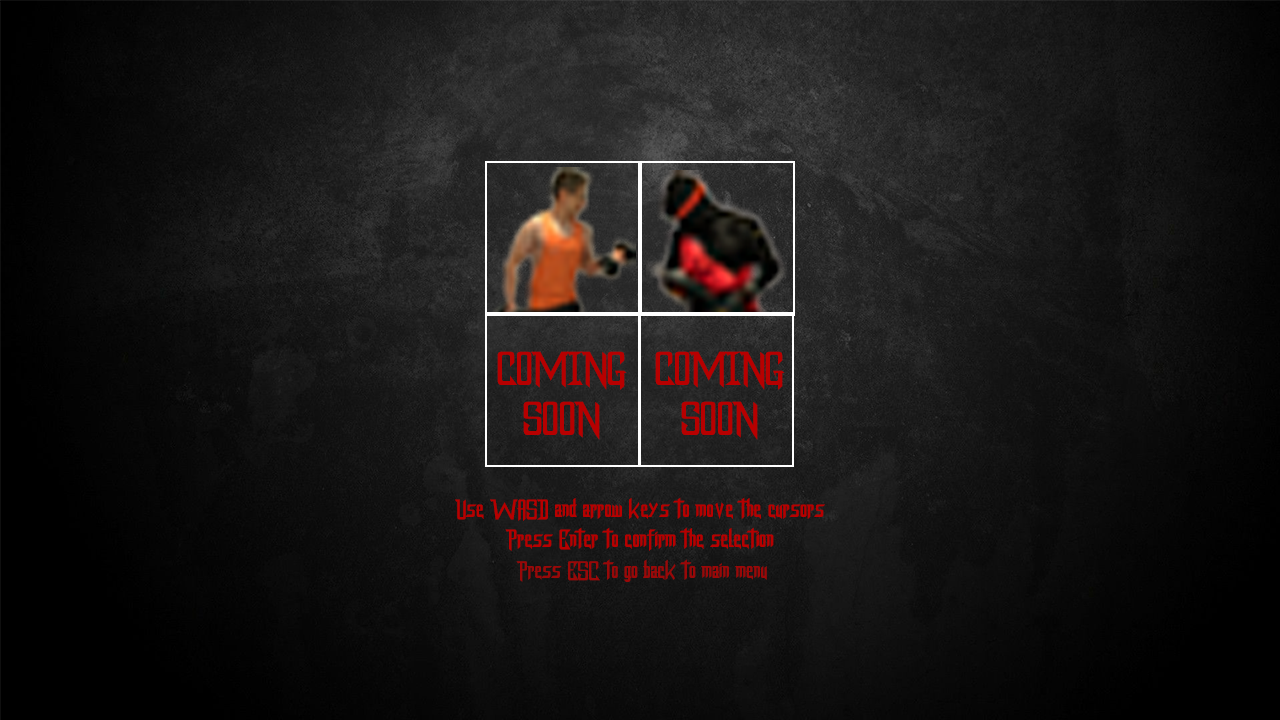 COMING COMING
SOON SOON
Use WASD and arrow keys to move the cursors
Press Enter to confirm the selection
Press ESC to go back to main menu